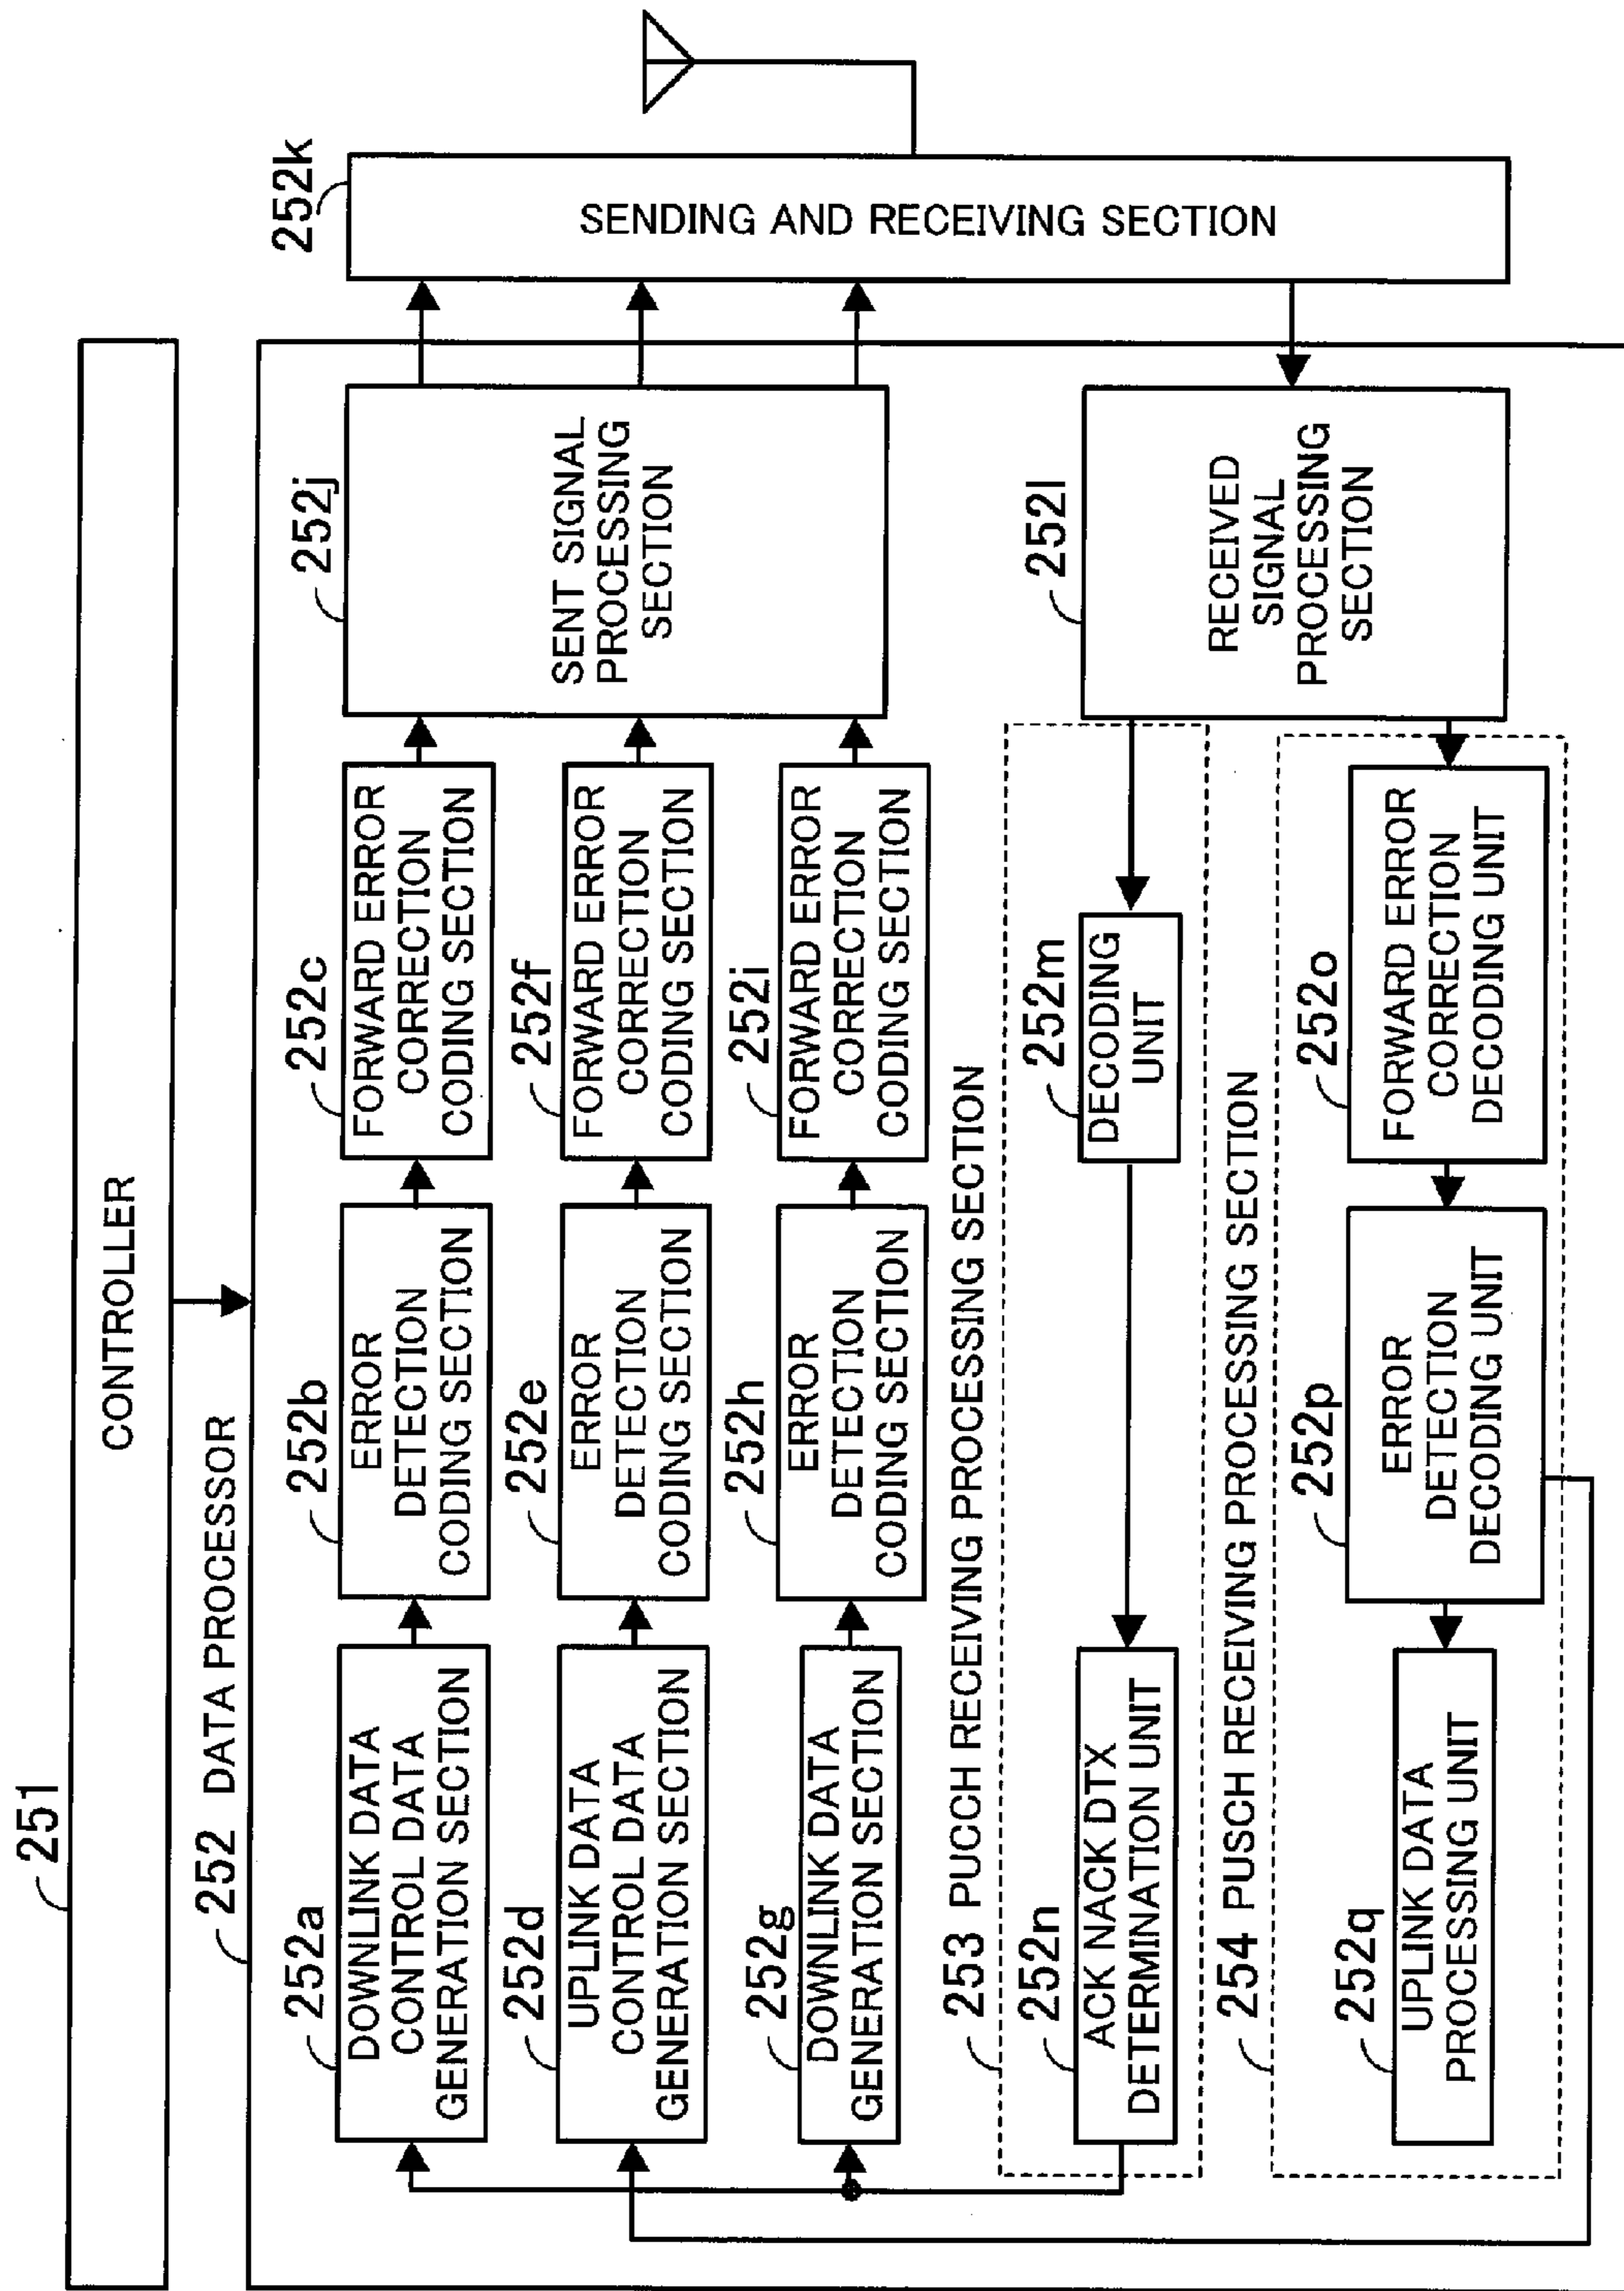 251
CONTROLLER
252 DATA PROCESSOR
252a
DOWNLINK DATA
CONTROL DATA
GENERATION SECTION
252b
ERROR
DETECTION
CODING SECTION
252c
FORWARD ERROR
CORRECTION
CODING SECTION
252d
UPLINK DATA
CONTROL DATA
GENERATION SECTION
252e
ERROR
DETECTION
CODING SECTION
252f
FORWARD ERROR
CORRECTION
CODING SECTION
252g
DOWNLINK DATA
GENERATION SECTION
252h
ERROR
DETECTION
CODING SECTION
252i
FORWARD ERROR
CORRECTION
CODING SECTION
252j
SENT SIGNAL
PROCESSING
SECTION
252k
SENDING AND RECEIVING SECTION
253 PUCCH RECEIVING PROCESSING SECTION
252n
ACK NACK DTX
DETERMINATION UNIT
252m
DECODING
UNIT
252l
RECEIVED
SIGNAL
PROCESSING
SECTION
254 PUSCH RECEIVING PROCESSING SECTION
252q
UPLINK DATA
PROCESSING UNIT
252p
ERROR
DETECTION
DECODING UNIT
252o
FORWARD ERROR
CORRECTION
DECODING UNIT